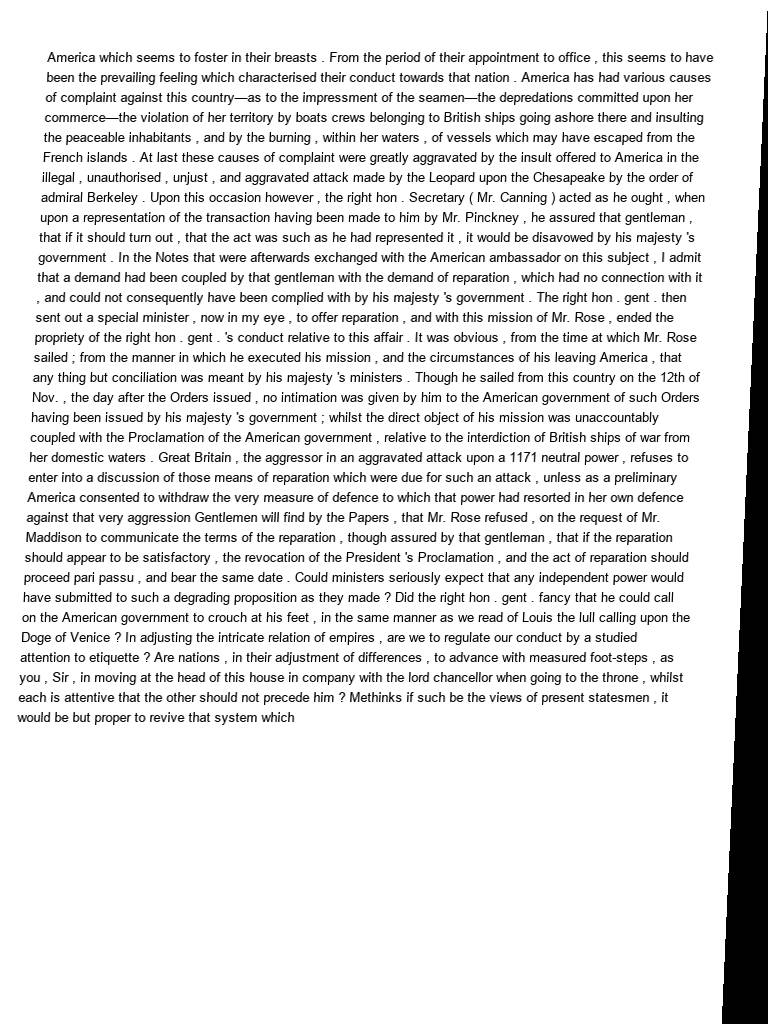 America which seems to foster in their breasts . From the period of their appointment to office , this seems to have
been the prevailing feeling which characterised their conduct towards that nation . America has had various causes
of complaint against this country—as to the impressment of the seamen—the depredations committed upon her
commerce—the violation of her territory by boats crews belonging to British ships going ashore there and insulting
the peaceable inhabitants , and by the burning , within her waters , of vessels which may have escaped from the
French islands . At last these causes of complaint were greatly aggravated by the insult offered to America in the
illegal , unauthorised , unjust , and aggravated attack made by the Leopard upon the Chesapeake by the order of
admiral Berkeley . Upon this occasion however , the right hon . Secretary ( Mr. Canning ) acted as he ought , when
upon a representation of the transaction having been made to him by Mr. Pinckney , he assured that gentleman ,
that if it should turn out , that the act was such as he had represented it , it would be disavowed by his majesty 's
government . In the Notes that were afterwards exchanged with the American ambassador on this subject , I admit
that a demand had been coupled by that gentleman with the demand of reparation , which had no connection with it
, and could not consequently have been complied with by his majesty 's government . The right hon . gent . then
sent out a special minister , now in my eye , to offer reparation , and with this mission of Mr. Rose , ended the
propriety of the right hon . gent . 's conduct relative to this affair . It was obvious , from the time at which Mr. Rose
sailed ; from the manner in which he executed his mission , and the circumstances of his leaving America , that
any thing but conciliation was meant by his majesty 's ministers . Though he sailed from this country on the 12th of
Nov. , the day after the Orders issued , no intimation was given by him to the American government of such Orders
having been issued by his majesty 's government ; whilst the direct object of his mission was unaccountably
coupled with the Proclamation of the American government , relative to the interdiction of British ships of war from
her domestic waters . Great Britain , the aggressor in an aggravated attack upon a 1171 neutral power , refuses to
enter into a discussion of those means of reparation which were due for such an attack , unless as a preliminary
America consented to withdraw the very measure of defence to which that power had resorted in her own defence
against that very aggression Gentlemen will find by the Papers , that Mr. Rose refused , on the request of Mr.
Maddison to communicate the terms of the reparation , though assured by that gentleman , that if the reparation
should appear to be satisfactory , the revocation of the President 's Proclamation , and the act of reparation should
proceed pari passu , and bear the same date . Could ministers seriously expect that any independent power would
have submitted to such a degrading proposition as they made ? Did the right hon . gent . fancy that he could call
on the American government to crouch at his feet , in the same manner as we read of Louis the lull calling upon the
Doge of Venice ? In adjusting the intricate relation of empires , are we to regulate our conduct by a studied
attention to etiquette ? Are nations , in their adjustment of differences , to advance with measured foot-steps , as
you , Sir , in moving at the head of this house in company with the lord chancellor when going to the throne , whilst
each is attentive that the other should not precede him ? Methinks if such be the views of present statesmen , it
would be but proper to revive that system which